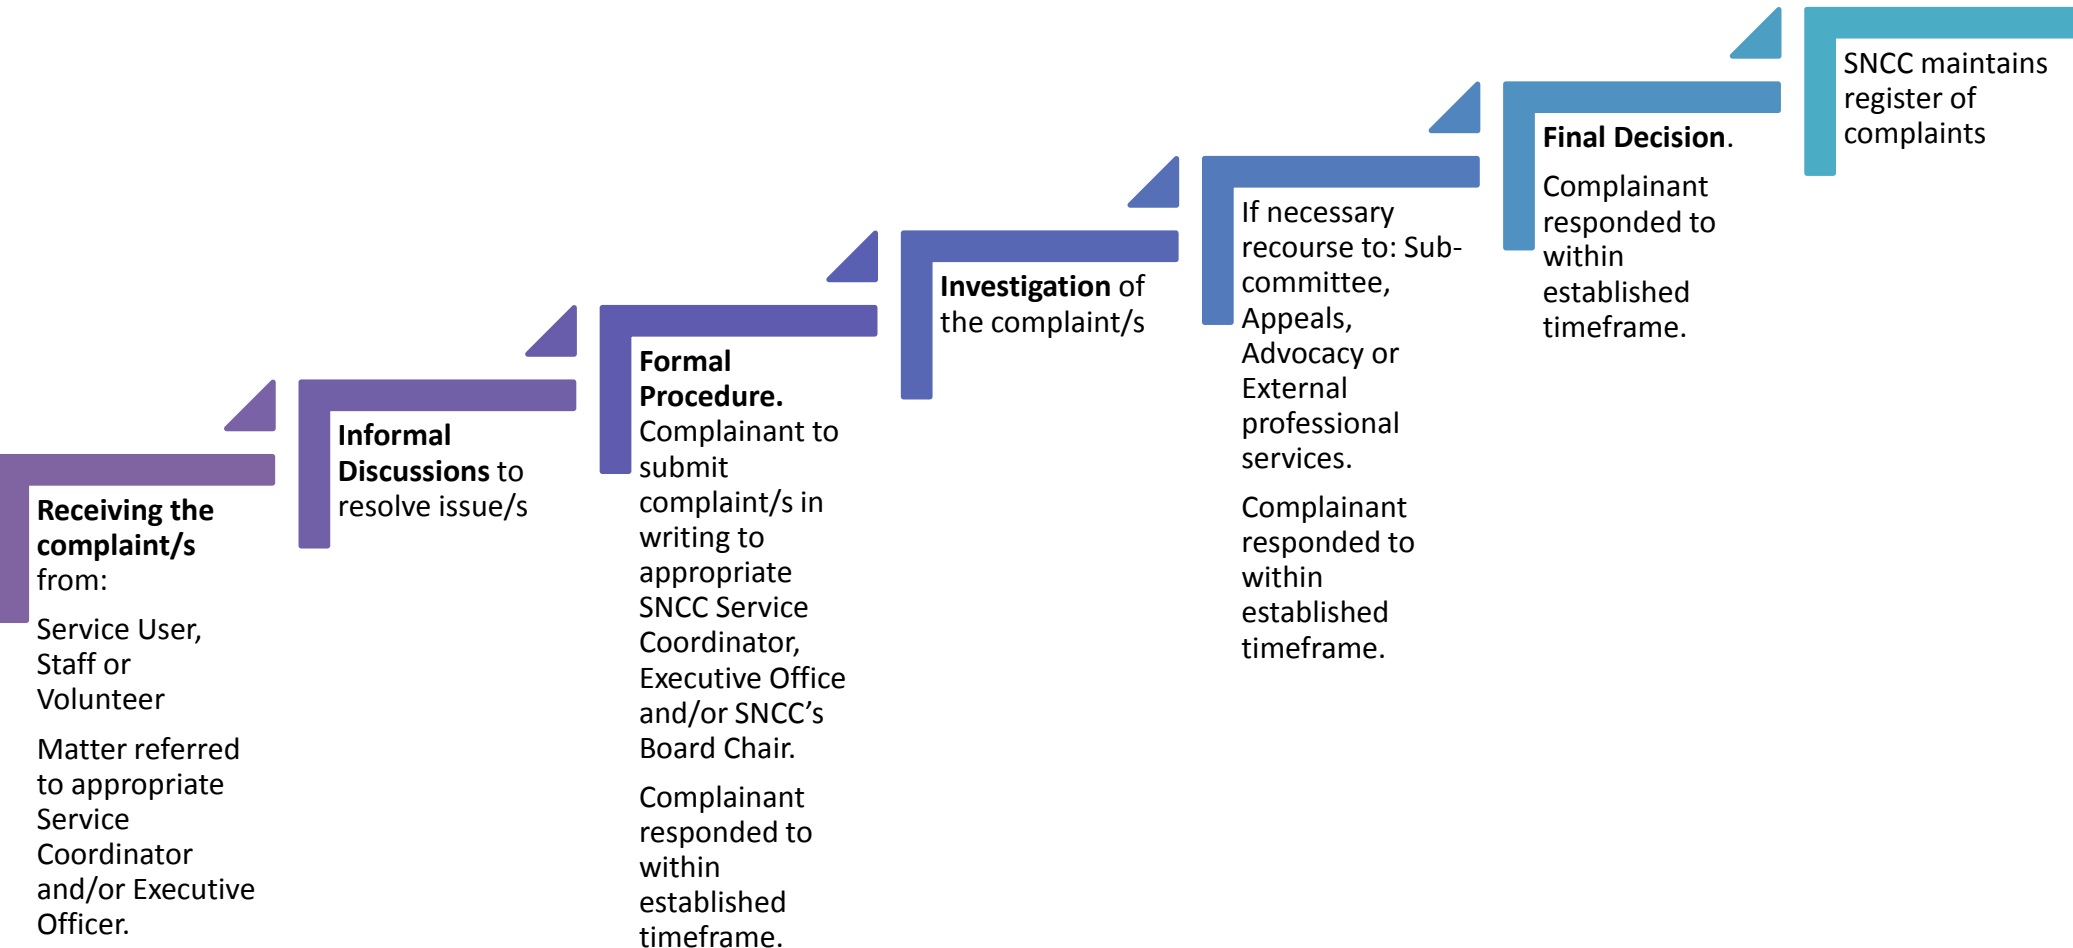 Receiving the
complaint/s
from:
Service User,
Staff or
Volunteer
Matter referred
to appropriate
Service
Coordinator
and/or Executive
Officer.
Informal
Discussions to
resolve issue/s
Formal
Procedure.
Complainant to
submit
complaint/s in
writing to
appropriate
SNCC Service
Coordinator,
Executive Office
and/or SNCC’s
Board Chair.
Complainant
responded to
within
established
timeframe.
Investigation of
the complaint/s
If necessary
recourse to: Sub-
committee,
Appeals,
Advocacy or
External
professional
services.
Complainant
responded to
within
established
timeframe.
Final Decision.
Complainant
responded to
within
established
timeframe.
SNCC maintains
register of
complaints